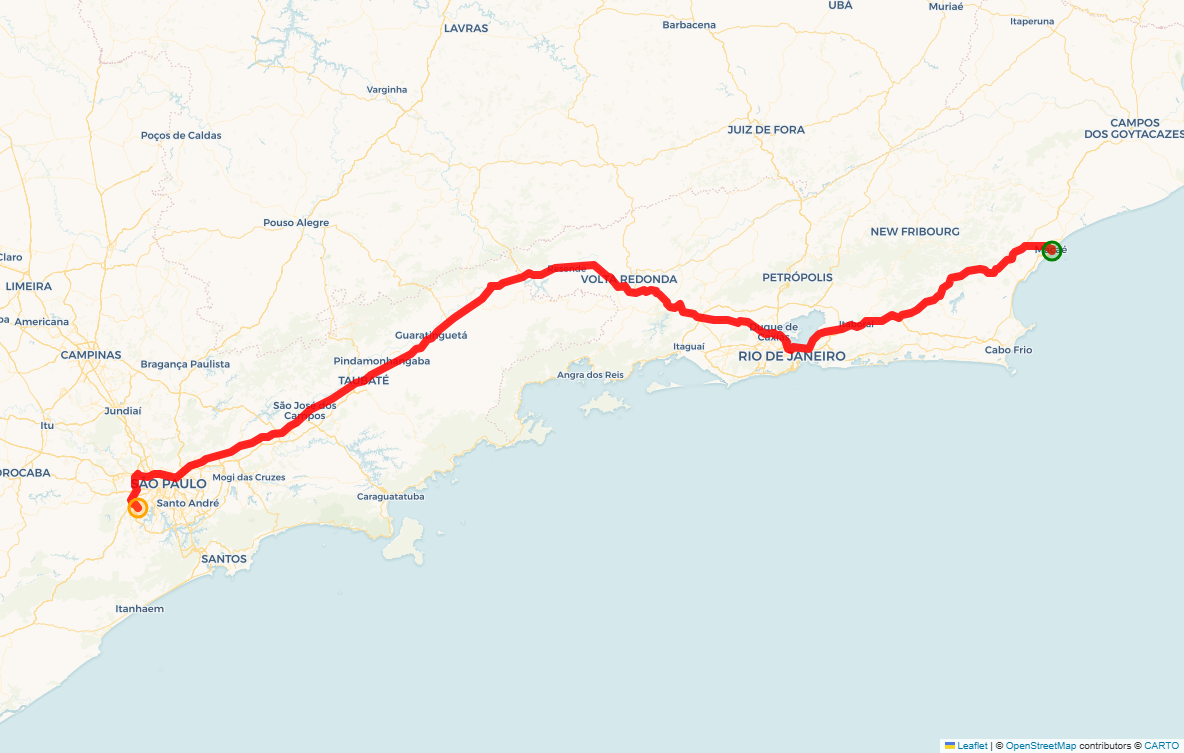 UBÁ
Muriaé
Itaperuna
LAVRAS
Barbacena
Varginha
CAMPOS
DOS GOYTACAZES
JUIZ DE FORA
Poços de Caldas
Pouso Alegre
NEW FRIBOURG
Macaé
Claro
Resende
PETRÓPOLIS
VOLTA REDONDA
LIMEIRA
Americana
Duque de
Caxias
Itaboraí
Guaratinguetá
Itaguaí
Cabo Frio
CAMPINAS
RIO DE JANEIRO
Pindamonhangaba
Bragança Paulista
Angra dos Reis
TAUBATÉ
São José dos
Campos
Jundiaí
Itu
OROCABA
Mogi das Cruzes
SÃO PAULO
Caraguatatuba
Santo André
SANTOS
Itanhaem
Leaflet | © OpenStreetMap contributors © CARTO